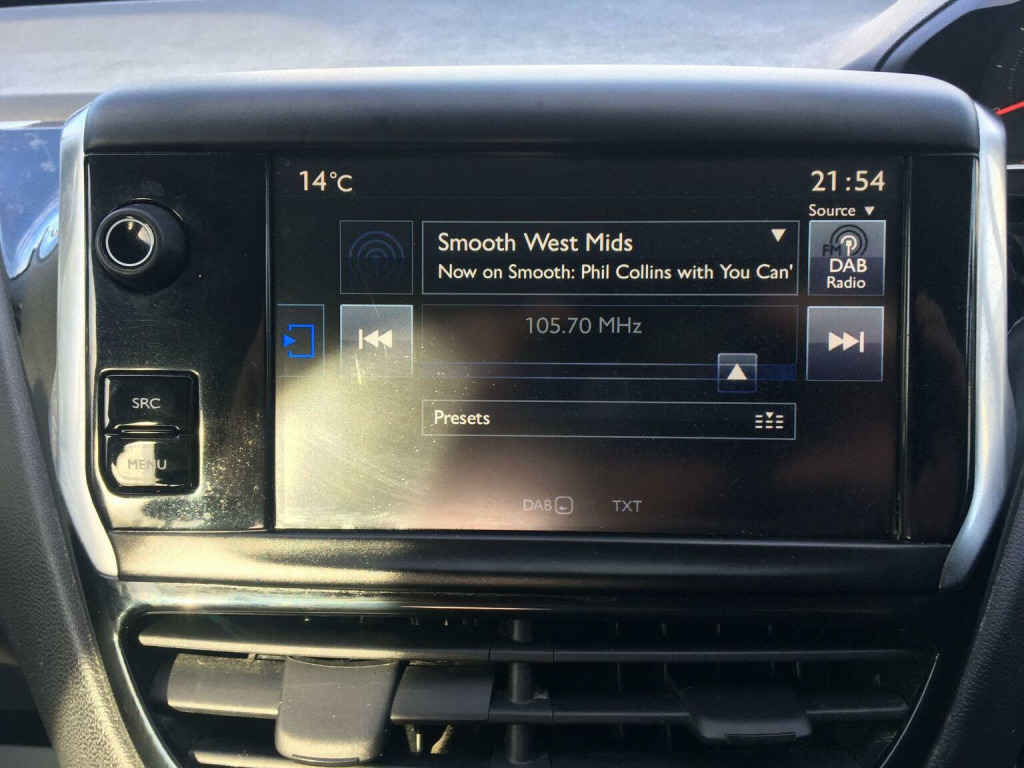 14°C
21:54
Source ▼
Smooth West Mids
Now on Smooth: Phil Collins with You Can'
FM
DAB
Radio
105.70 MHz
SRC
Presets
MENU
DAB
TXT